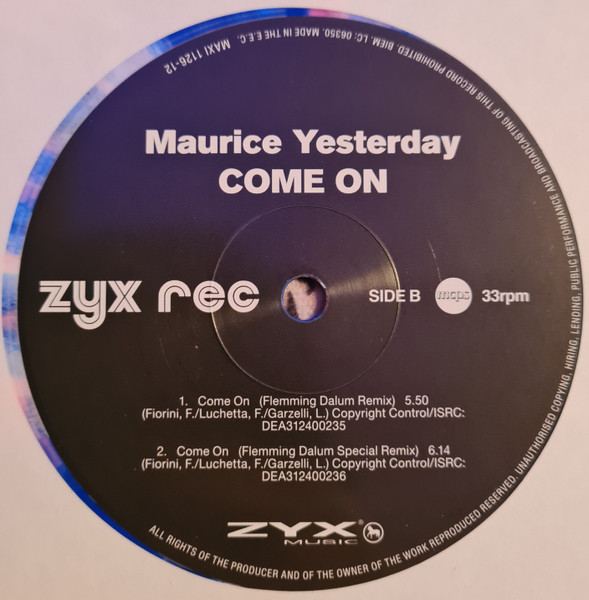 Maurice Yesterday
COME ON
zyx rec
SIDE B
mcps
33rpm
1. Come On (Flemming Dalum Remix) 5.50
(Fiorini, F./Luchetta, F./Garzelli, L.) Copyright Control/ISRC:
DEA312400235
2. Come On (Flemming Dalum Special Remix) 6.14
(Fiorini, F./Luchetta, F./Garzelli, L.) Copyright Control/ISRC:
DEA312400236
ZYX®
MUSIC
ALL RIGHTS OF THE PRODUCER AND OF THE OWNER OF THE WORK REPRODUCED RESERVED. UNAUTHORISED COPYING, HIRING, LENDING, PUBLIC PERFORMANCE AND BROADCASTING OF THIS RECORD PROHIBITED. BIEM. LC: 06350. MADE IN THE E.E.C. MAXI 1126-12